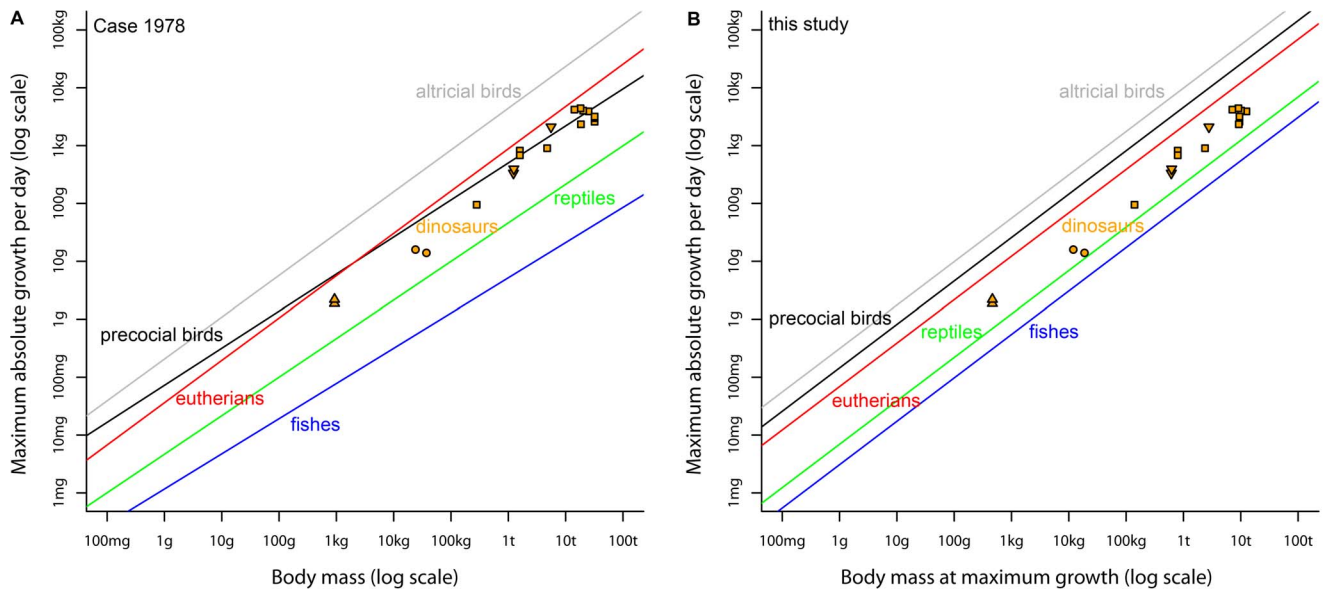 A
Case 1978
Maximum absolute growth per day (log scale)
100kg
10kg
1kg
100g
10g
1g
100mg
10mg
1mg
altricial birds
reptiles
dinosaurs
precocial birds
eutherians
fishes
100mg 1g 10g 100g 1kg 10kg 100kg 1t 10t 100t
Body mass (log scale)
B
this study
Maximum absolute growth per day (log scale)
100kg
10kg
1kg
100g
10g
1g
100mg
10mg
1mg
altricial birds
dinosaurs
precocial birds
reptiles
fishes
eutherians
100mg 1g 10g 100g 1kg 10kg 100kg 1t 10t 100t
Body mass at maximum growth (log scale)